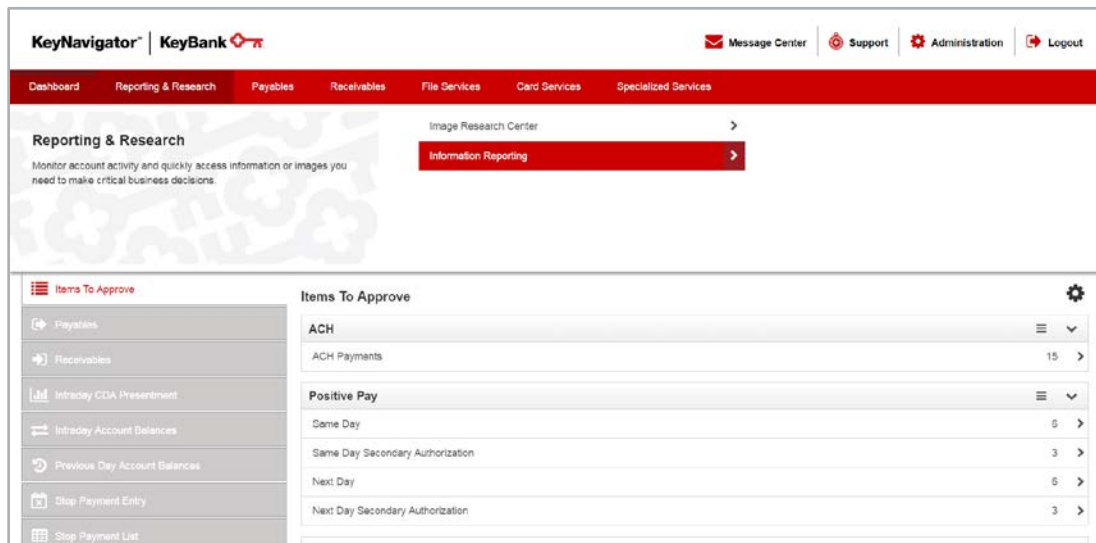 KeyNavigator™ | KeyBank
Message Center
Support
Administration
Logout
Dashboard Reporting & Research Payables Receivables File Services Card Services Specialized Services
Reporting & Research
Monitor account activity and quickly access information or images you
need to make critical business decisions.
Image Research Center
Information Reporting
Items To Approve
Payables
Receivables
Intraday CDA Presentment
Intraday Account Balances
Previous Day Account Balances
Stop Payment Entry
Stop Payment List
Items To Approve
ACH
ACH Payments 15
Positive Pay
Same Day 6
Same Day Secondary Authorization 3
Next Day 6
Next Day Secondary Authorization 3